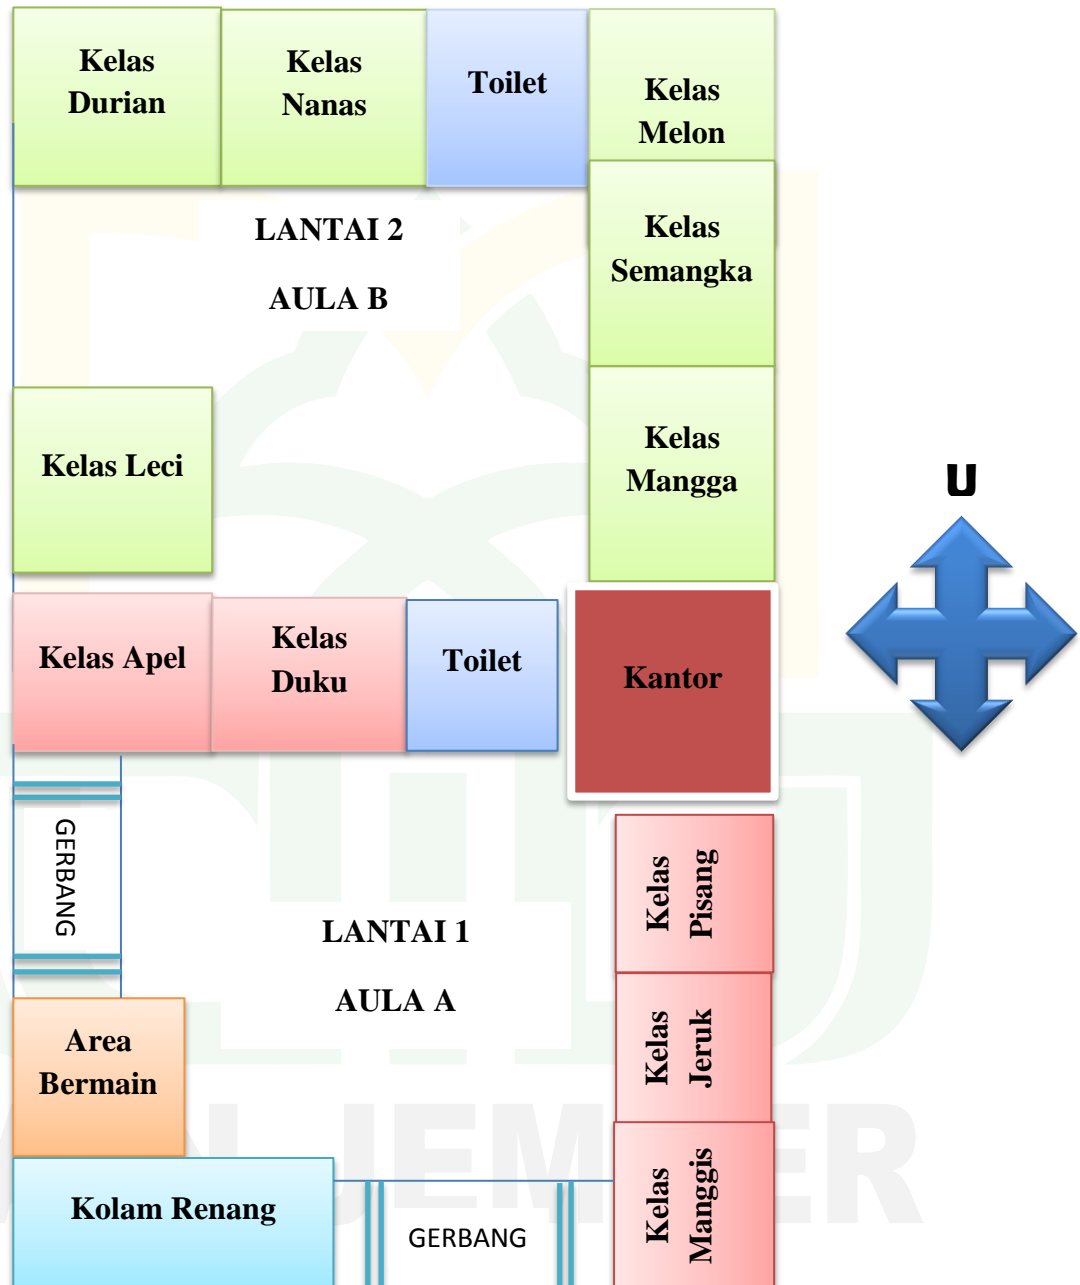 Kelas
Durian
Kelas
Nanas
Toilet
Kelas
Melon
LANTAI 2
AULA B
Kelas
Semangka
Kelas Leci
Kelas
Mangga
U
Kelas Apel
Kelas
Duku
Toilet
Kantor
GERBANG
LANTAI 1
AULA A
Kelas
Pisang
Area
Bermain
Kelas
Jeruk
Kolam Renang
GERBANG
Kelas
Manggis